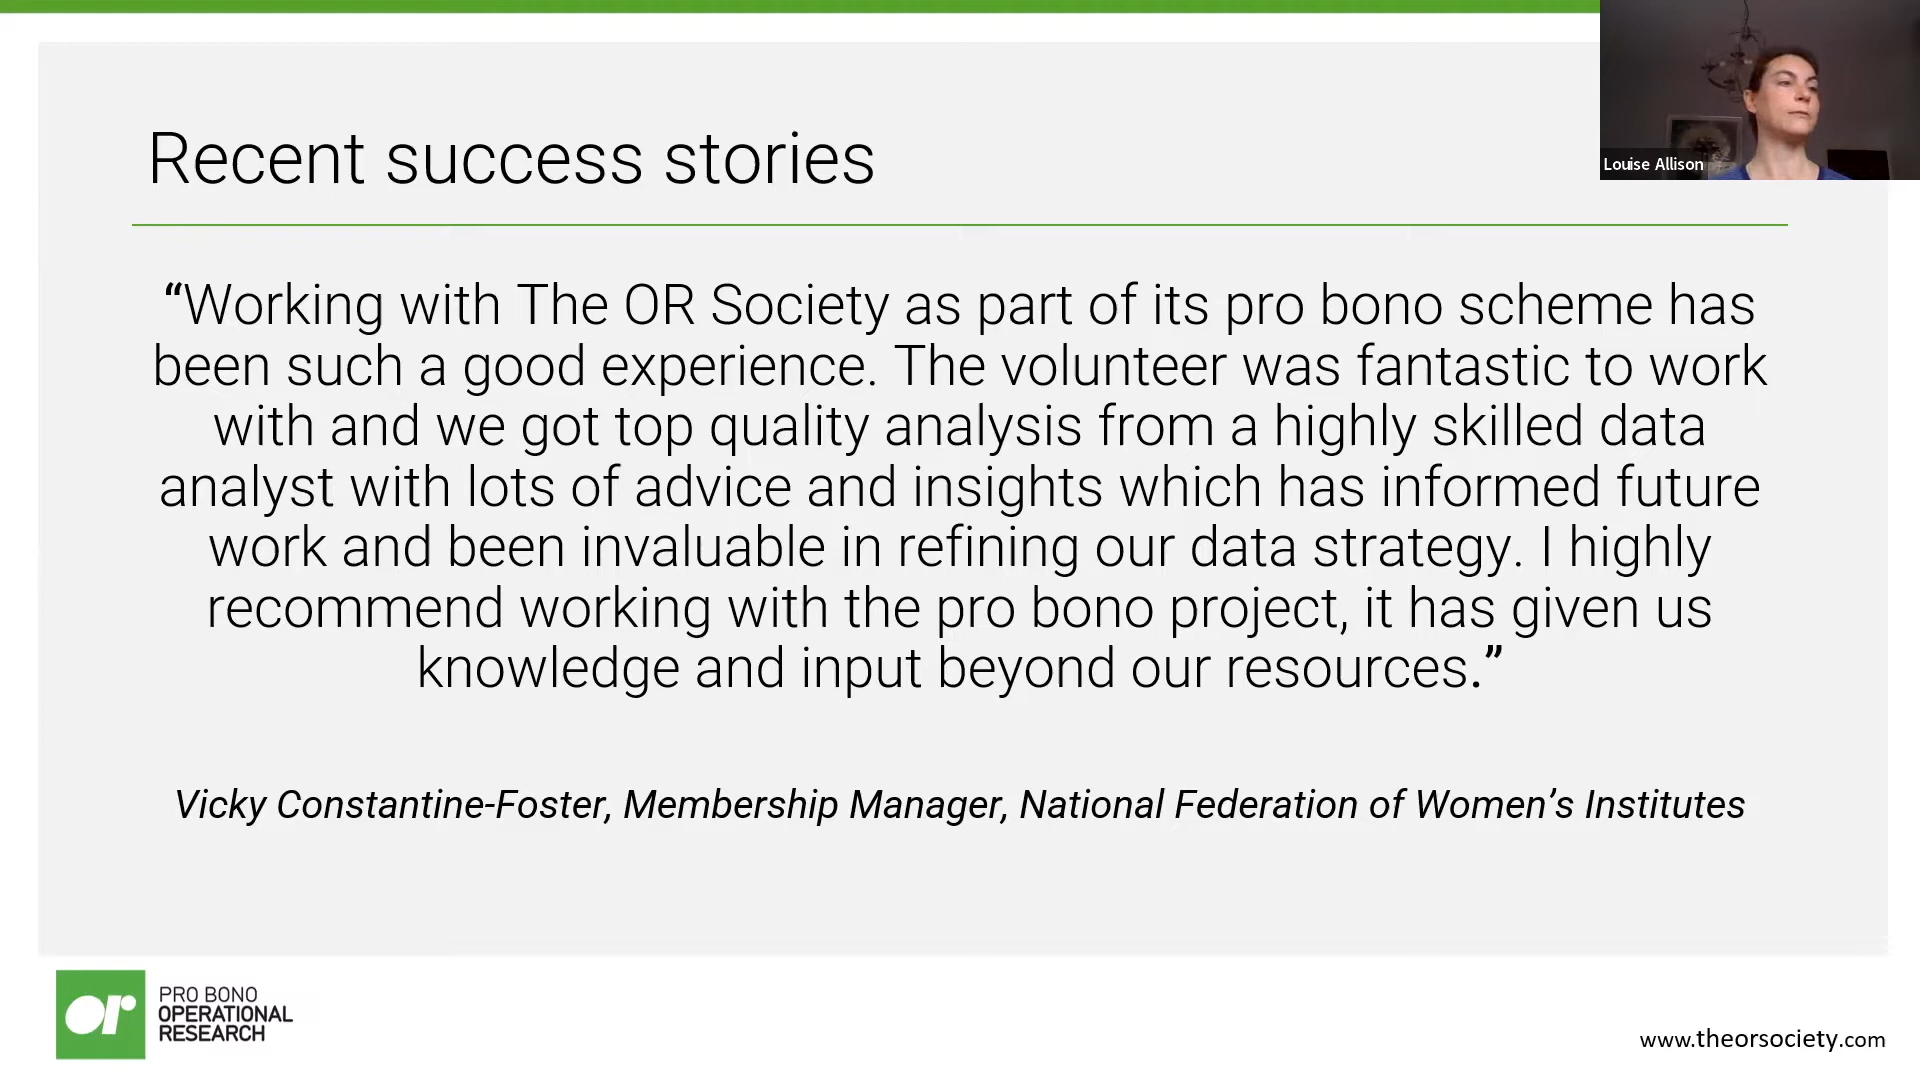 Recent success stories
Louise Allison
“Working with The OR Society as part of its pro bono scheme has
been such a good experience. The volunteer was fantastic to work
with and we got top quality analysis from a highly skilled data
analyst with lots of advice and insights which has informed future
work and been invaluable in refining our data strategy. I highly
recommend working with the pro bono project, it has given us
knowledge and input beyond our resources.”
Vicky Constantine-Foster, Membership Manager, National Federation of Women’s Institutes
or
PRO BONO
OPERATIONAL
RESEARCH
www.theorsociety.com